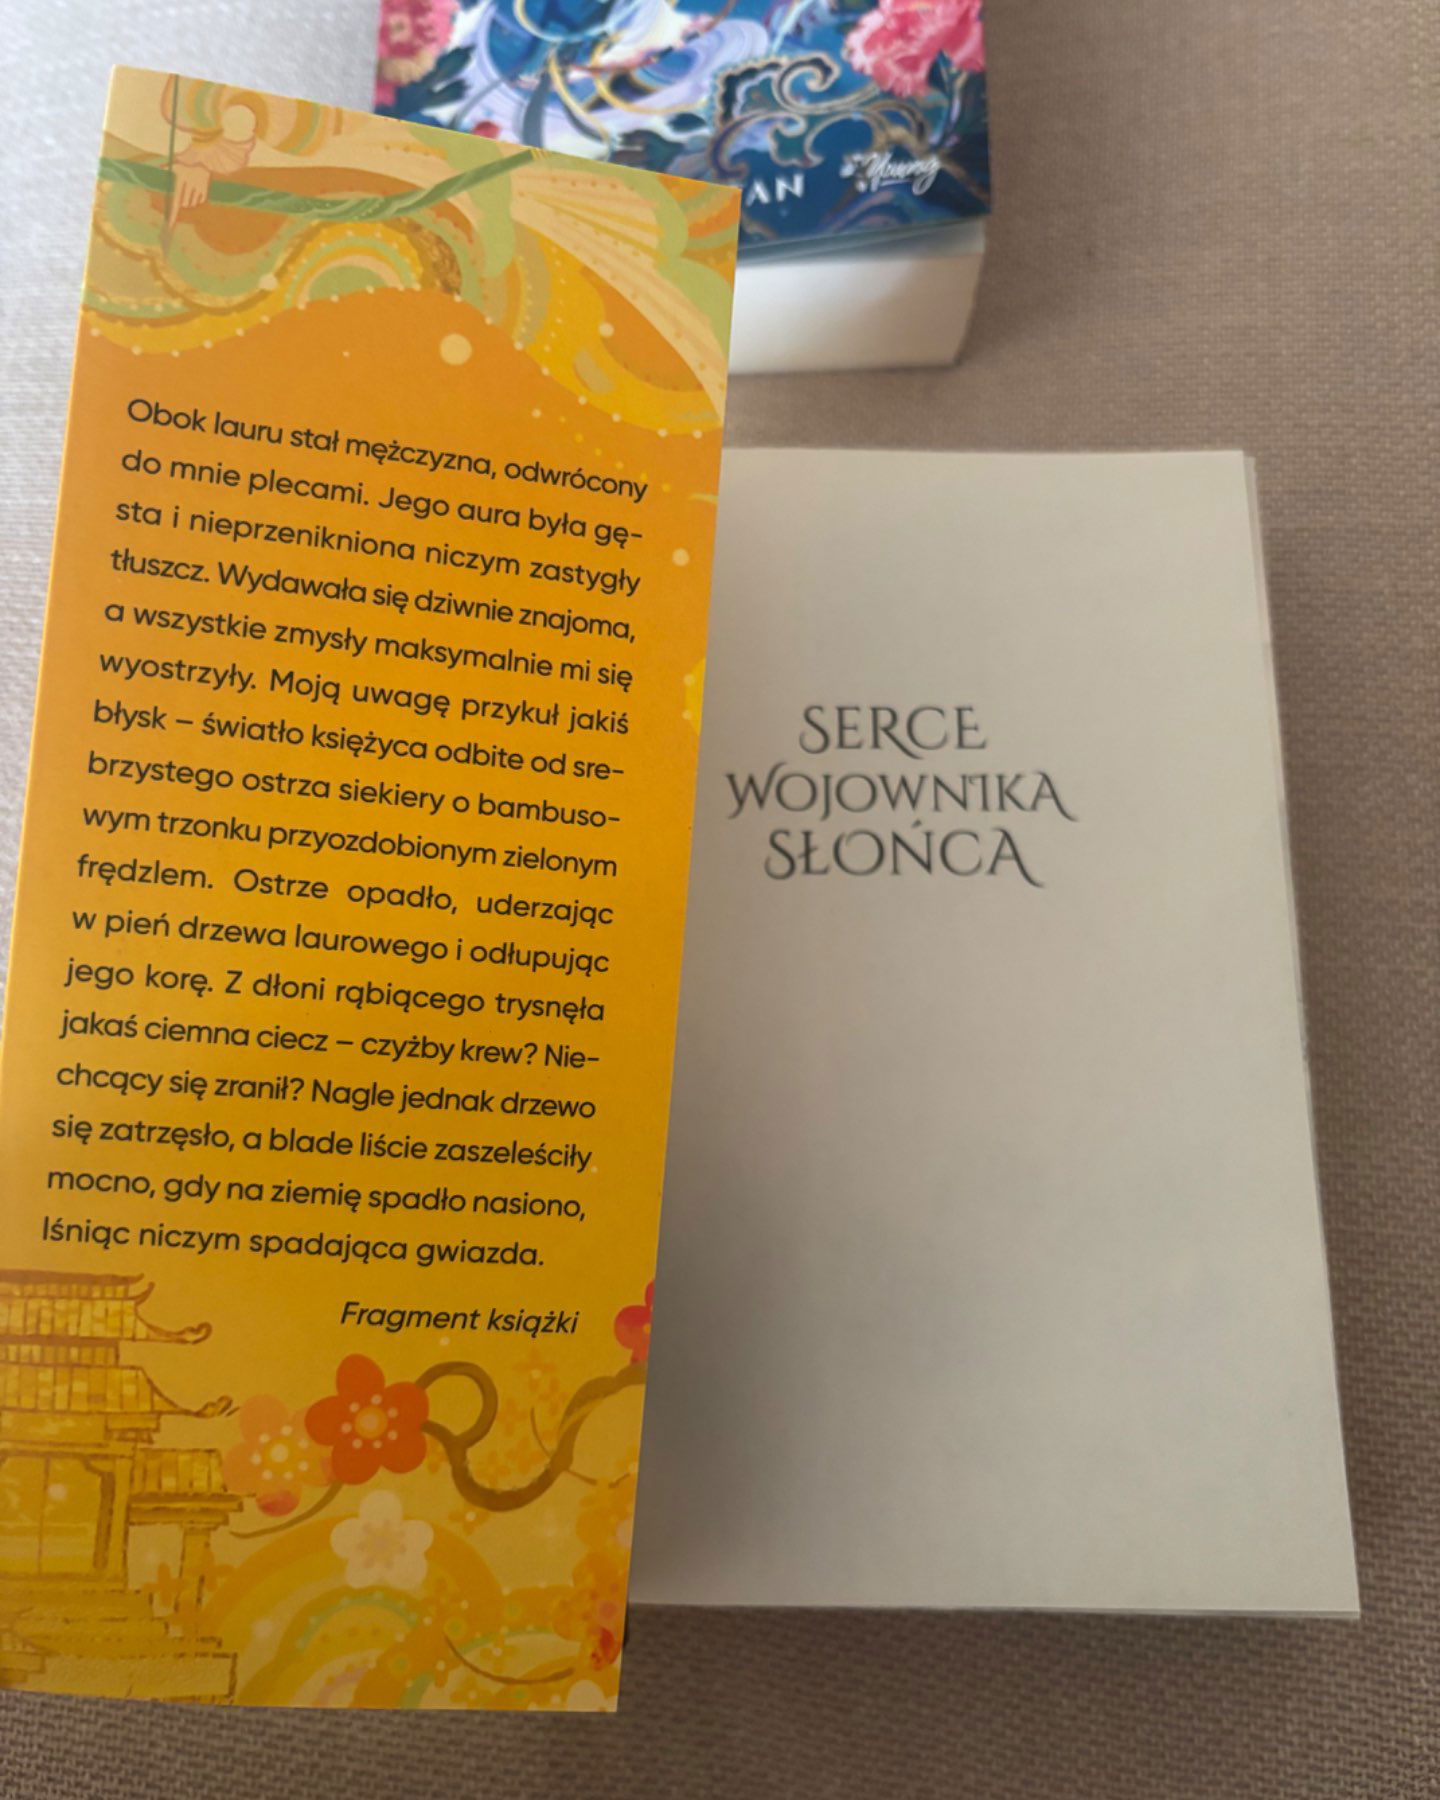 AN
Young
Obok lauru stał mężczyzna, odwrócony
do mnie plecami. Jego aura była gę-
sta i nieprzenikniona niczym zastygły
tłuszcz. Wydawała się dziwnie znajoma,
a wszystkie zmysły maksymalnie mi się
wyostrzyły. Moją uwagę przykuł jakiś
błysk – światło księżyca odbite od sre-
brzystego ostrza siekiery o bambuso-
wym trzonku przyozdobionym zielonym
frędzlem. Ostrze opadło, uderzając
w pień drzewa laurowego i odłupując
jego korę. Z dłoni rąbiącego trysnęła
jakaś ciemna ciecz – czyżby krew? Nie-
chcący się zranił? Nagle jednak drzewo
się zatrzęsło, a blade liście zaszeleściły
mocno, gdy na ziemię spadło nasiono,
lśniąc niczym spadająca gwiazda.
Fragment książki
SERCE
WOJOWNIKA
SŁOŃCA